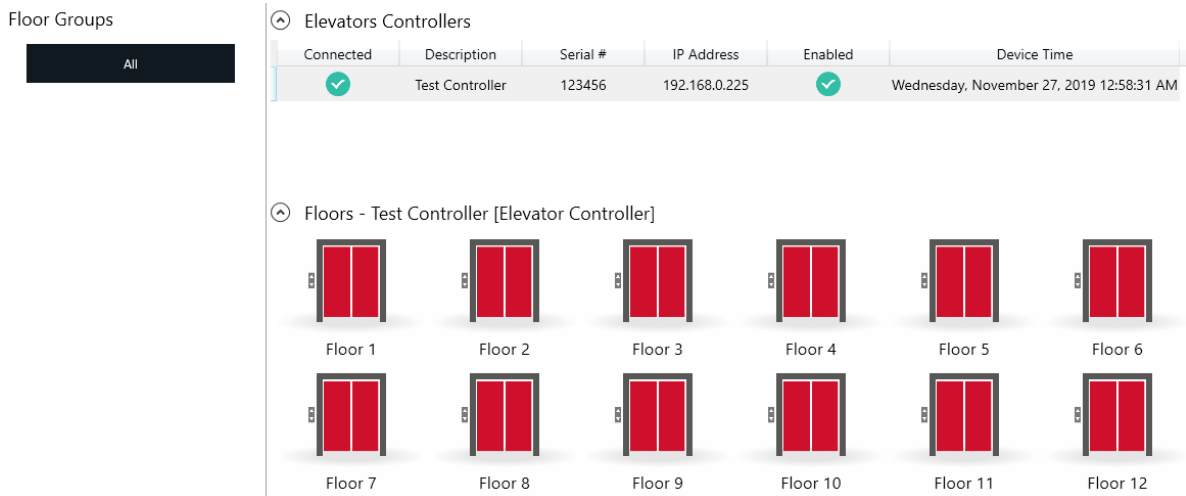 Floor Groups
All
Elevators Controllers
Connected Description Serial # IP Address Enabled Device Time
Test Controller 123456 192.168.0.225 Wednesday, November 27, 2019 12:58:31 AM
Floors - Test Controller [Elevator Controller]
Floor 1 Floor 2 Floor 3 Floor 4 Floor 5 Floor 6
Floor 7 Floor 8 Floor 9 Floor 10 Floor 11 Floor 12